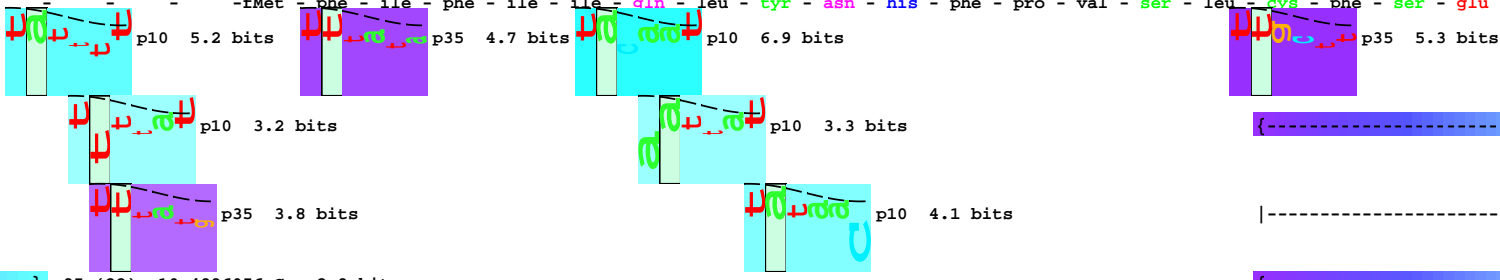 - - - -fMet - phe - ile - phe - ile - ile - gln - leu - tyr - asn - his - phe - pro - val - ser - leu - cys - phe - ser - glu
p10 5.2 bits p35 4.7 bits p10 6.9 bits p35 5.3 bits
p10 3.2 bits p10 3.3 bits {----------------------
p35 3.8 bits p10 4.1 bits |----------------------